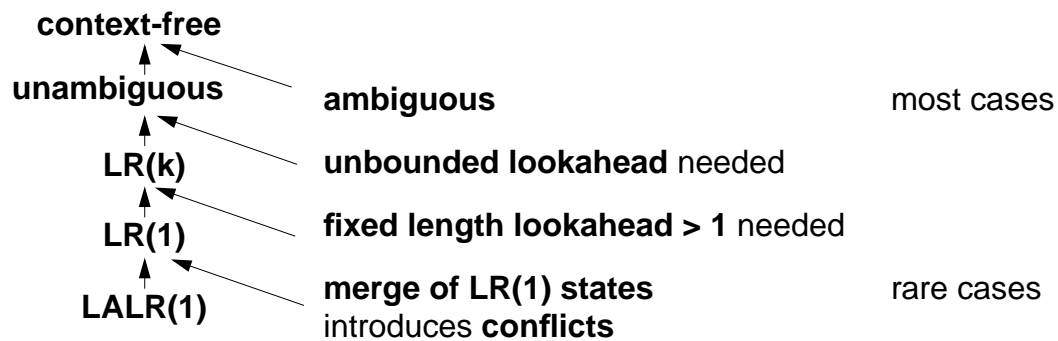 context-free
unambiguous
ambiguous most cases
LR(k)
unbounded lookahead needed
LR(1)
fixed length lookahead > 1 needed
LALR(1)
merge of LR(1) states rare cases
introduces conflicts